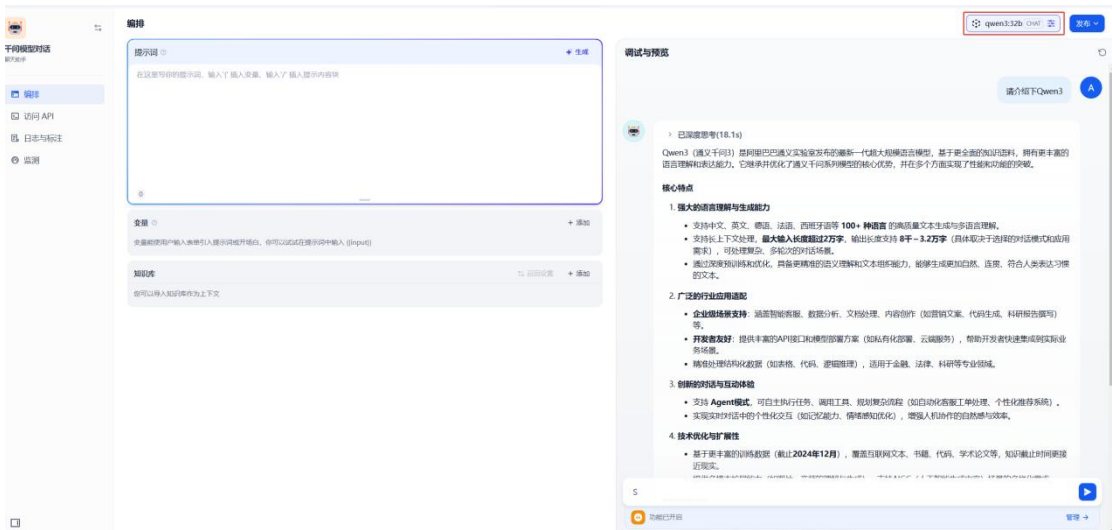 千问模型对话
聊天助手
编排
访问 API
日志与标注
监测
编排
qwen3:32b CHAT
发布
提示词
生成
在这里写你的提示词，输入'{' 插入变量、输入'/' 插入提示内容块
0
变量
+ 添加
变量能使用户输入表单引入提示词或开场白，你可以试试在提示词中输入 {{input}}
知识库
召回设置
+ 添加
您可以导入知识库作为上下文
调试与预览
请介绍下Qwen3
A
已深度思考(18.1s)
Qwen3（通义千问3）是阿里巴巴通义实验室发布的最新一代超大规模语言模型，基于更全面的知识语料，拥有更丰富的
语言理解和表达能力。它继承并优化了通义千问系列模型的核心优势，并在多个方面实现了性能和功能的突破。
核心特点
1. 强大的语言理解与生成能力
• 支持中文、英文、德语、法语、西班牙语等 100+ 种语言 的高质量文本生成与多语言理解。
• 支持长上下文处理，最大输入长度超过2万字，输出长度支持 8千－3.2万字（具体取决于选择的对话模式和应用
需求），可处理复杂、多轮次的对话场景。
• 通过深度预训练和优化，具备更精准的语义理解和文本组织能力，能够生成更加自然、连贯、符合人类表达习惯
的文本。
2. 广泛的行业应用适配
• 企业级场景支持：涵盖智能客服、数据分析、文档处理、内容创作（如营销文案、代码生成、科研报告撰写）
等。
• 开发者友好：提供丰富的API接口和模型部署方案（如私有化部署、云端服务），帮助开发者快速集成到实际业
务场景。
• 精准处理结构化数据（如表格、代码、逻辑推理），适用于金融、法律、科研等专业领域。
3. 创新的对话与互动体验
• 支持 Agent模式，可自主执行任务、调用工具、规划复杂流程（如自动化客服工单处理、个性化推荐系统）。
• 实现实时对话中的个性化交互（如记忆能力、情绪感知优化），增强人机协作的自然感与效率。
4. 技术优化与扩展性
• 基于更丰富的训练数据（截止2024年12月），覆盖互联网文本、书籍、代码、学术论文等，知识截止时间更接
近现实。
S
功能已开启
管理 →